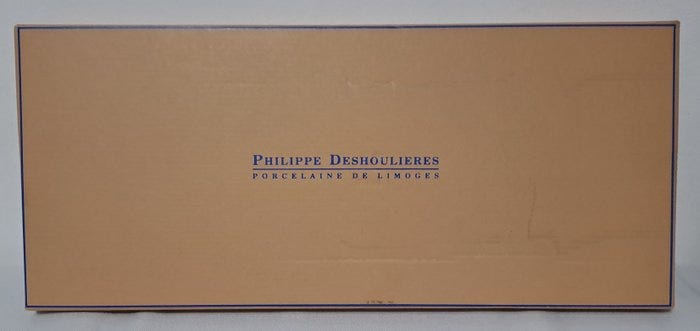 PHILIPPE DESHOULIERES
PORCELAINE DE LIMOGES